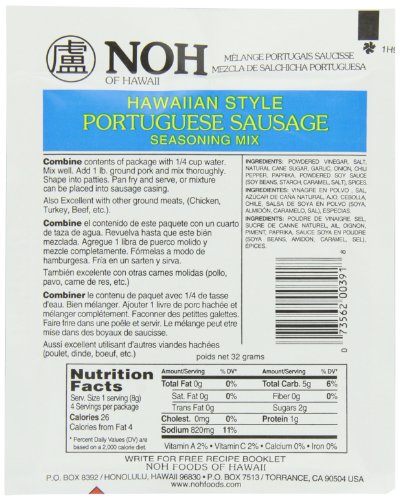 盧 NOH
OF HAWAII
MÉLANGE PORTUGAIS SAUCISSE
MEZCLA DE SALCHICHA PORTUGUESA
HAWAIIAN STYLE
PORTUGUESE SAUSAGE
SEASONING MIX
Combine contents of package with 1/4 cup water.
Mix well. Add 1 lb. ground pork and mix thoroughly.
Shape into patties. Pan fry and serve, or mixture
can be placed into sausage casing.
Also Excellent with other ground meats, (Chicken,
Turkey, Beef, etc.).
Combine el contenido de este paquete con un cuarto
de taza de agua. Revuelva hasta que este bién
mezclada. Agregue 1 libra de puerco molido y
mezcle completamente. Fórmelas a modo de
hamburgesa. Fría en un sarten y sirva.
También excelente con otras carnes molidas (pollo,
pavo, carne de res, etc.)
Combiner le contenu de paquet avec 1/4 de tasse
d'eau. Bien mélanger. Ajouter 1 livre de porc hachée et
mélanger complétement. Faconner des petites galettes.
Faire frire dans une poêle et servir. Le mélange peut etre
mise dans des boyaux de saucisse.
Aussi excellent utilisant d'autres viandes hachées
(poulet, dinde, boeuf, etc.)
INGREDIENTS: POWDERED VINEGAR, SALT,
NATURAL CANE SUGAR, GARLIC, ONION, CHILI
PEPPER, PAPRIKA, POWDERED SOY SAUCE
(SOY BEANS, STARCH, CARAMEL, SALT), SPICES.
INGREDIENTES: VINAGRE EN POLVO, SAL,
AZÚCAR DE CAÑA NATURAL, AJO, CEBOLLA,
CHILE, SALSA DE SOYA EN POLVO (SOYA,
ALMIDON, CARAMELO, SAL), ESPECIAS.
INGREDIENTS: POUDRE DE VINAIGRE, SEL,
SUCRE DE CANNE NATUREL, AIL, OIGNON,
PIMENT, PAPRIKA, SAUCE SOYA EN POUDRE
(SOYA BEANS, AMIDON, CARAMEL, SEL),
ÉPICES.
0 73562 00391 8
poids net 32 grams
Nutrition
Facts
Serv. Size 1 serving (8g)
4 Servings per package
Calories 26
Calories from Fat 4
* Percent Daily Values (DV) are
based on a 2,000 calorie diet.
Amount/Serving % DV* Amount/Serving % DV*
Total Fat 0g 0% Total Carb. 5g 6%
Sat. Fat 0g 0% Fiber 0g 0%
Trans Fat 0g Sugars 2g
Cholest. 0mg 0% Protein 1g
Sodium 820mg 11%
Vitamin A 2% • Vitamin C 2% • Calcium 0% • Iron 0%
WRITE FOR FREE RECIPE BOOKLET
NOH FOODS OF HAWAII
P.O. BOX 8392 / HONOLULU, HAWAII 96830 • P.O. BOX 7513 / TORRANCE, CA 90504 USA
www.nohfoods.com